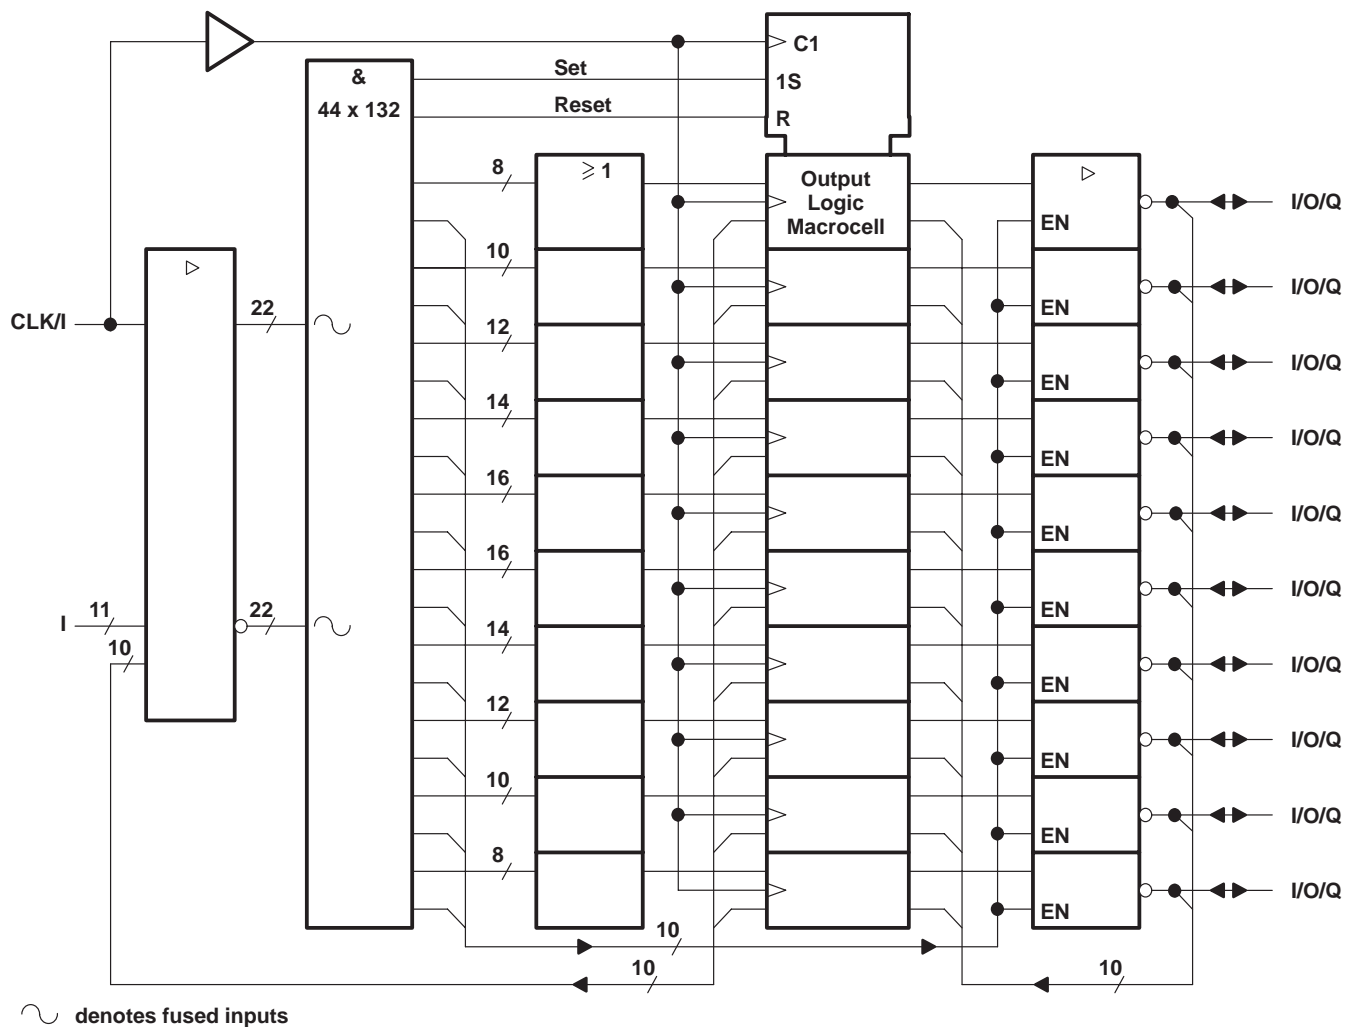 C1
&
Set
1S
44 x 132
Reset
R
8
≥ 1
Output
Logic
Macrocell
I/O/Q
EN
10
I/O/Q
EN
CLK/I
22
12
I/O/Q
EN
14
I/O/Q
EN
16
I/O/Q
EN
16
I/O/Q
EN
I
11
22
14
10
I/O/Q
EN
12
I/O/Q
EN
10
I/O/Q
EN
8
I/O/Q
EN
10
10
10
denotes fused inputs